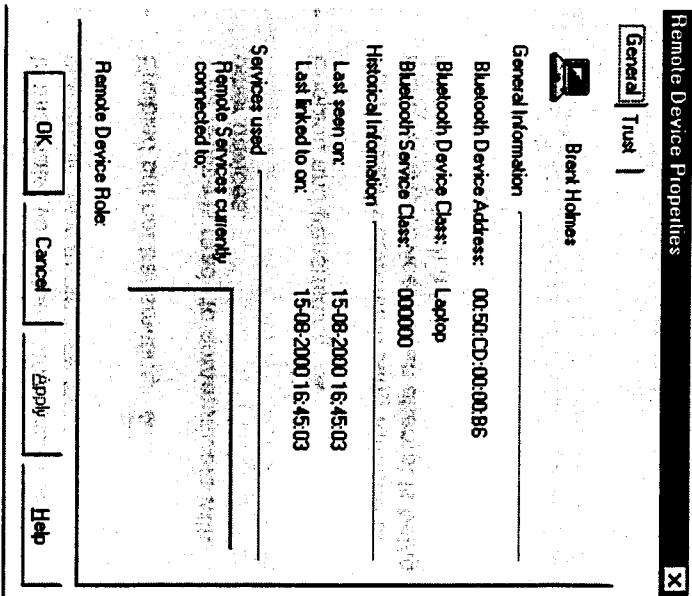 Remote Device Properties
General Trust
Brent Holmes
General Information
Bluetooth Device Address: 00:50:CD:00:00:B6
Bluetooth Device Class: Laptop
Bluetooth Service Class: 000000
Historical Information
Last seen on: 15-08-2000 16:45:03
Last linked to on: 15-08-2000 16:45:03
Services used
Remote Services currently
connected to:
Remote Device Role:
OK Cancel Apply Help